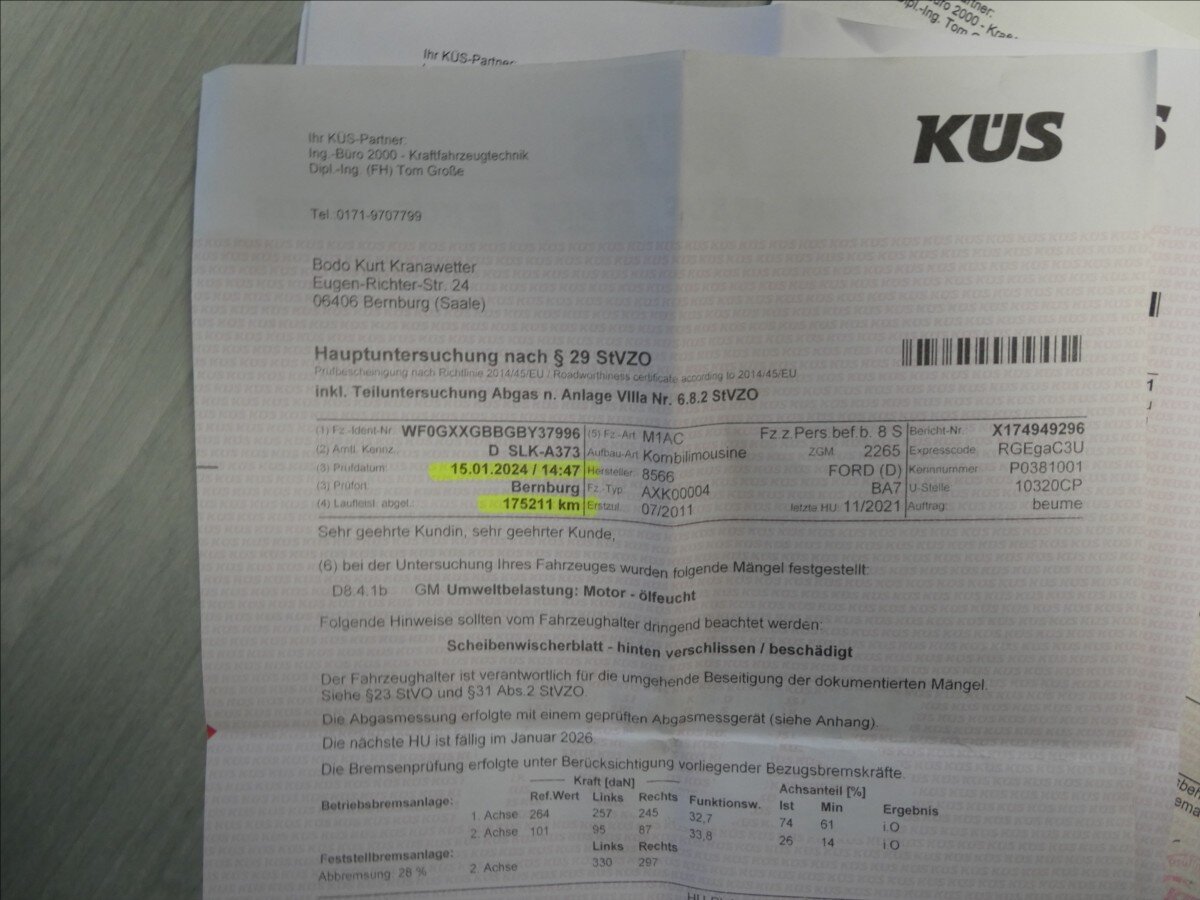 Ihr KÜS-Partner:
KÜS
Ihr KÜS-Partner:
Ing.-Büro 2000 - Kraftfahrzeugtechnik
Dipl.-Ing. (FH) Tom Große
Tel. 0171-9707799
Bodo Kurt Kranawetter
Eugen-Richter-Str. 24
06406 Bernburg (Saale)
Hauptuntersuchung nach § 29 StVZO
Prüfbescheinigung nach Richtlinie 2014/45/EU / Roadworthiness certificate according to 2014/45/EU
inkl. Teiluntersuchung Abgas n. Anlage VIIIa Nr. 6.8.2 StVZO
(1) Fz.-Ident-Nr. WF0GXXGBBGBY37996 (5) Fz.-Art M1AC Fz.z.Pers.bef.b. 8 S Bericht-Nr. X174949296
(2) Amtl. Kennz. D SLK-A373 Aufbau-Art Kombilimousine ZGM 2265 Expresscode RGEgaC3U
(3) Prüfdatum: 15.01.2024 / 14:47 Hersteller 8566 FORD (D) Kennnummer P0381001
(3) Prüfort: Bernburg Fz.-Typ: AXK00004 BA7 U-Stelle 10320CP
(4) Laufleist. abgel.: 175211 km Erstzul. 07/2011 letzte HU: 11/2021 Auftrag: beume
Sehr geehrte Kundin, sehr geehrter Kunde,
(6) bei der Untersuchung Ihres Fahrzeuges wurden folgende Mängel festgestellt:
D8.4.1b GM Umweltbelastung: Motor - ölfeucht
Folgende Hinweise sollten vom Fahrzeughalter dringend beachtet werden:
Scheibenwischerblatt - hinten verschlissen / beschädigt
Der Fahrzeughalter ist verantwortlich für die umgehende Beseitigung der dokumentierten Mängel.
Siehe §23 StVO und §31 Abs.2 StVZO.
Die Abgasmessung erfolgte mit einem geprüften Abgasmessgerät (siehe Anhang).
Die nächste HU ist fällig im Januar 2026.
Die Bremsenprüfung erfolgte unter Berücksichtigung vorliegender Bezugsbremskräfte.
Kraft [daN] Achsanteil [%]
Betriebsbremsanlage: Ref.Wert Links Rechts Funktionsw. Ist Min Ergebnis
1. Achse 264 257 245 32,7 74 61 i.O
2. Achse 101 95 87 33,8 26 14 i.O
Feststellbremsanlage: Links Rechts
Abbremsung: 28 % 2. Achse 330 297